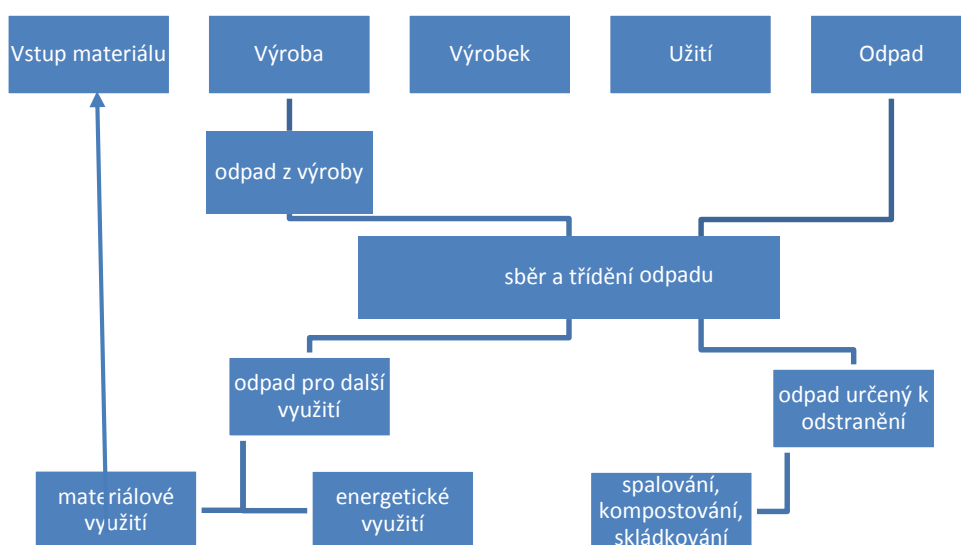 Vstup materiálu
Výroba
Výrobek
Užití
Odpad
odpad z výroby
sběr a třídění odpadu
odpad pro další
využití
odpad určený k
odstranění
materiálové
využití
energetické
využití
spalování,
kompostování,
skládkování